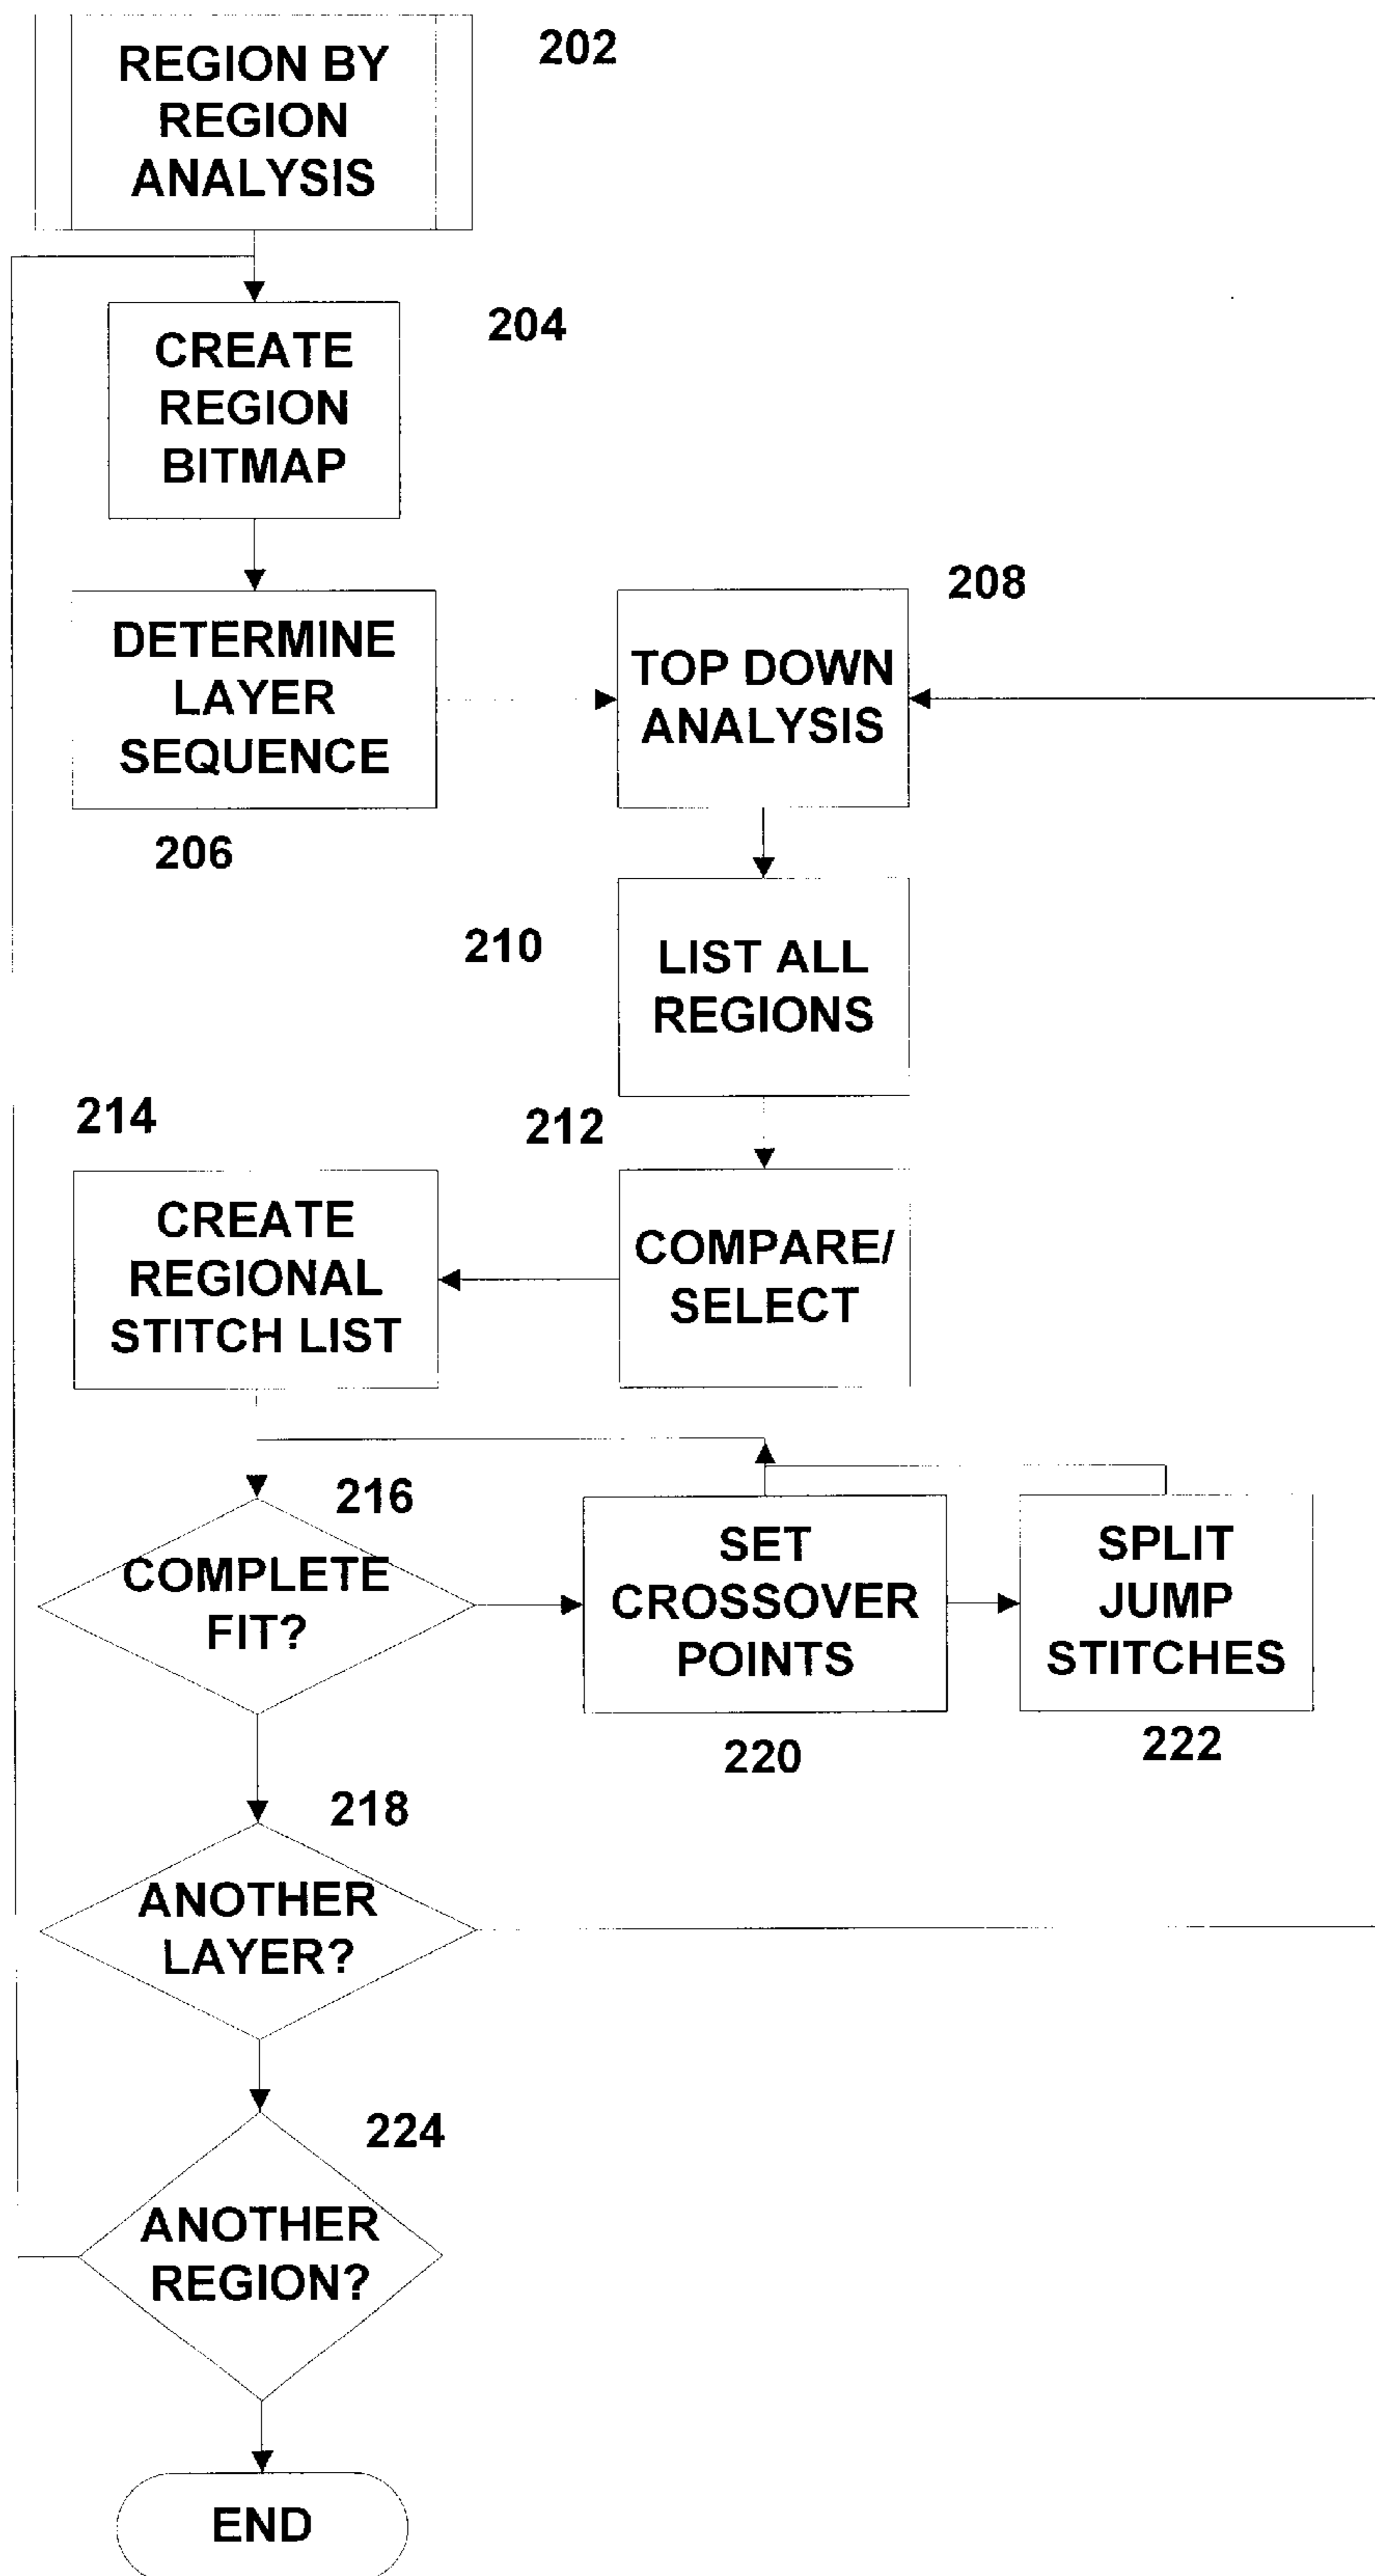 REGION BY
REGION
ANALYSIS
202
CREATE
REGION
BITMAP
204
DETERMINE
LAYER
SEQUENCE
206
TOP DOWN
ANALYSIS
208
LIST ALL
REGIONS
210
COMPARE/
SELECT
212
CREATE
REGIONAL
STITCH LIST
214
COMPLETE
FIT?
216
SET
CROSSOVER
POINTS
220
SPLIT
JUMP
STITCHES
222
ANOTHER
LAYER?
218
ANOTHER
REGION?
224
END